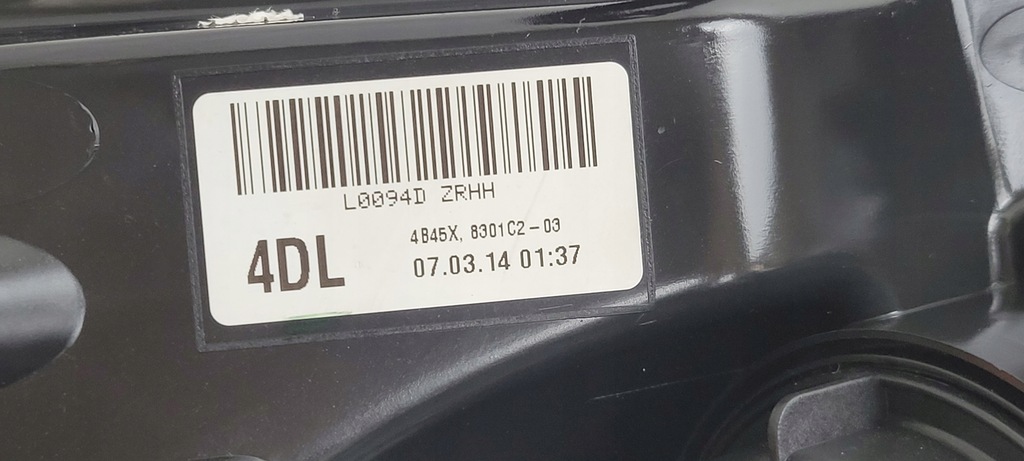 L0094D ZRHH
4DL
4B45X, 8301C2-03
07.03.14 01:37